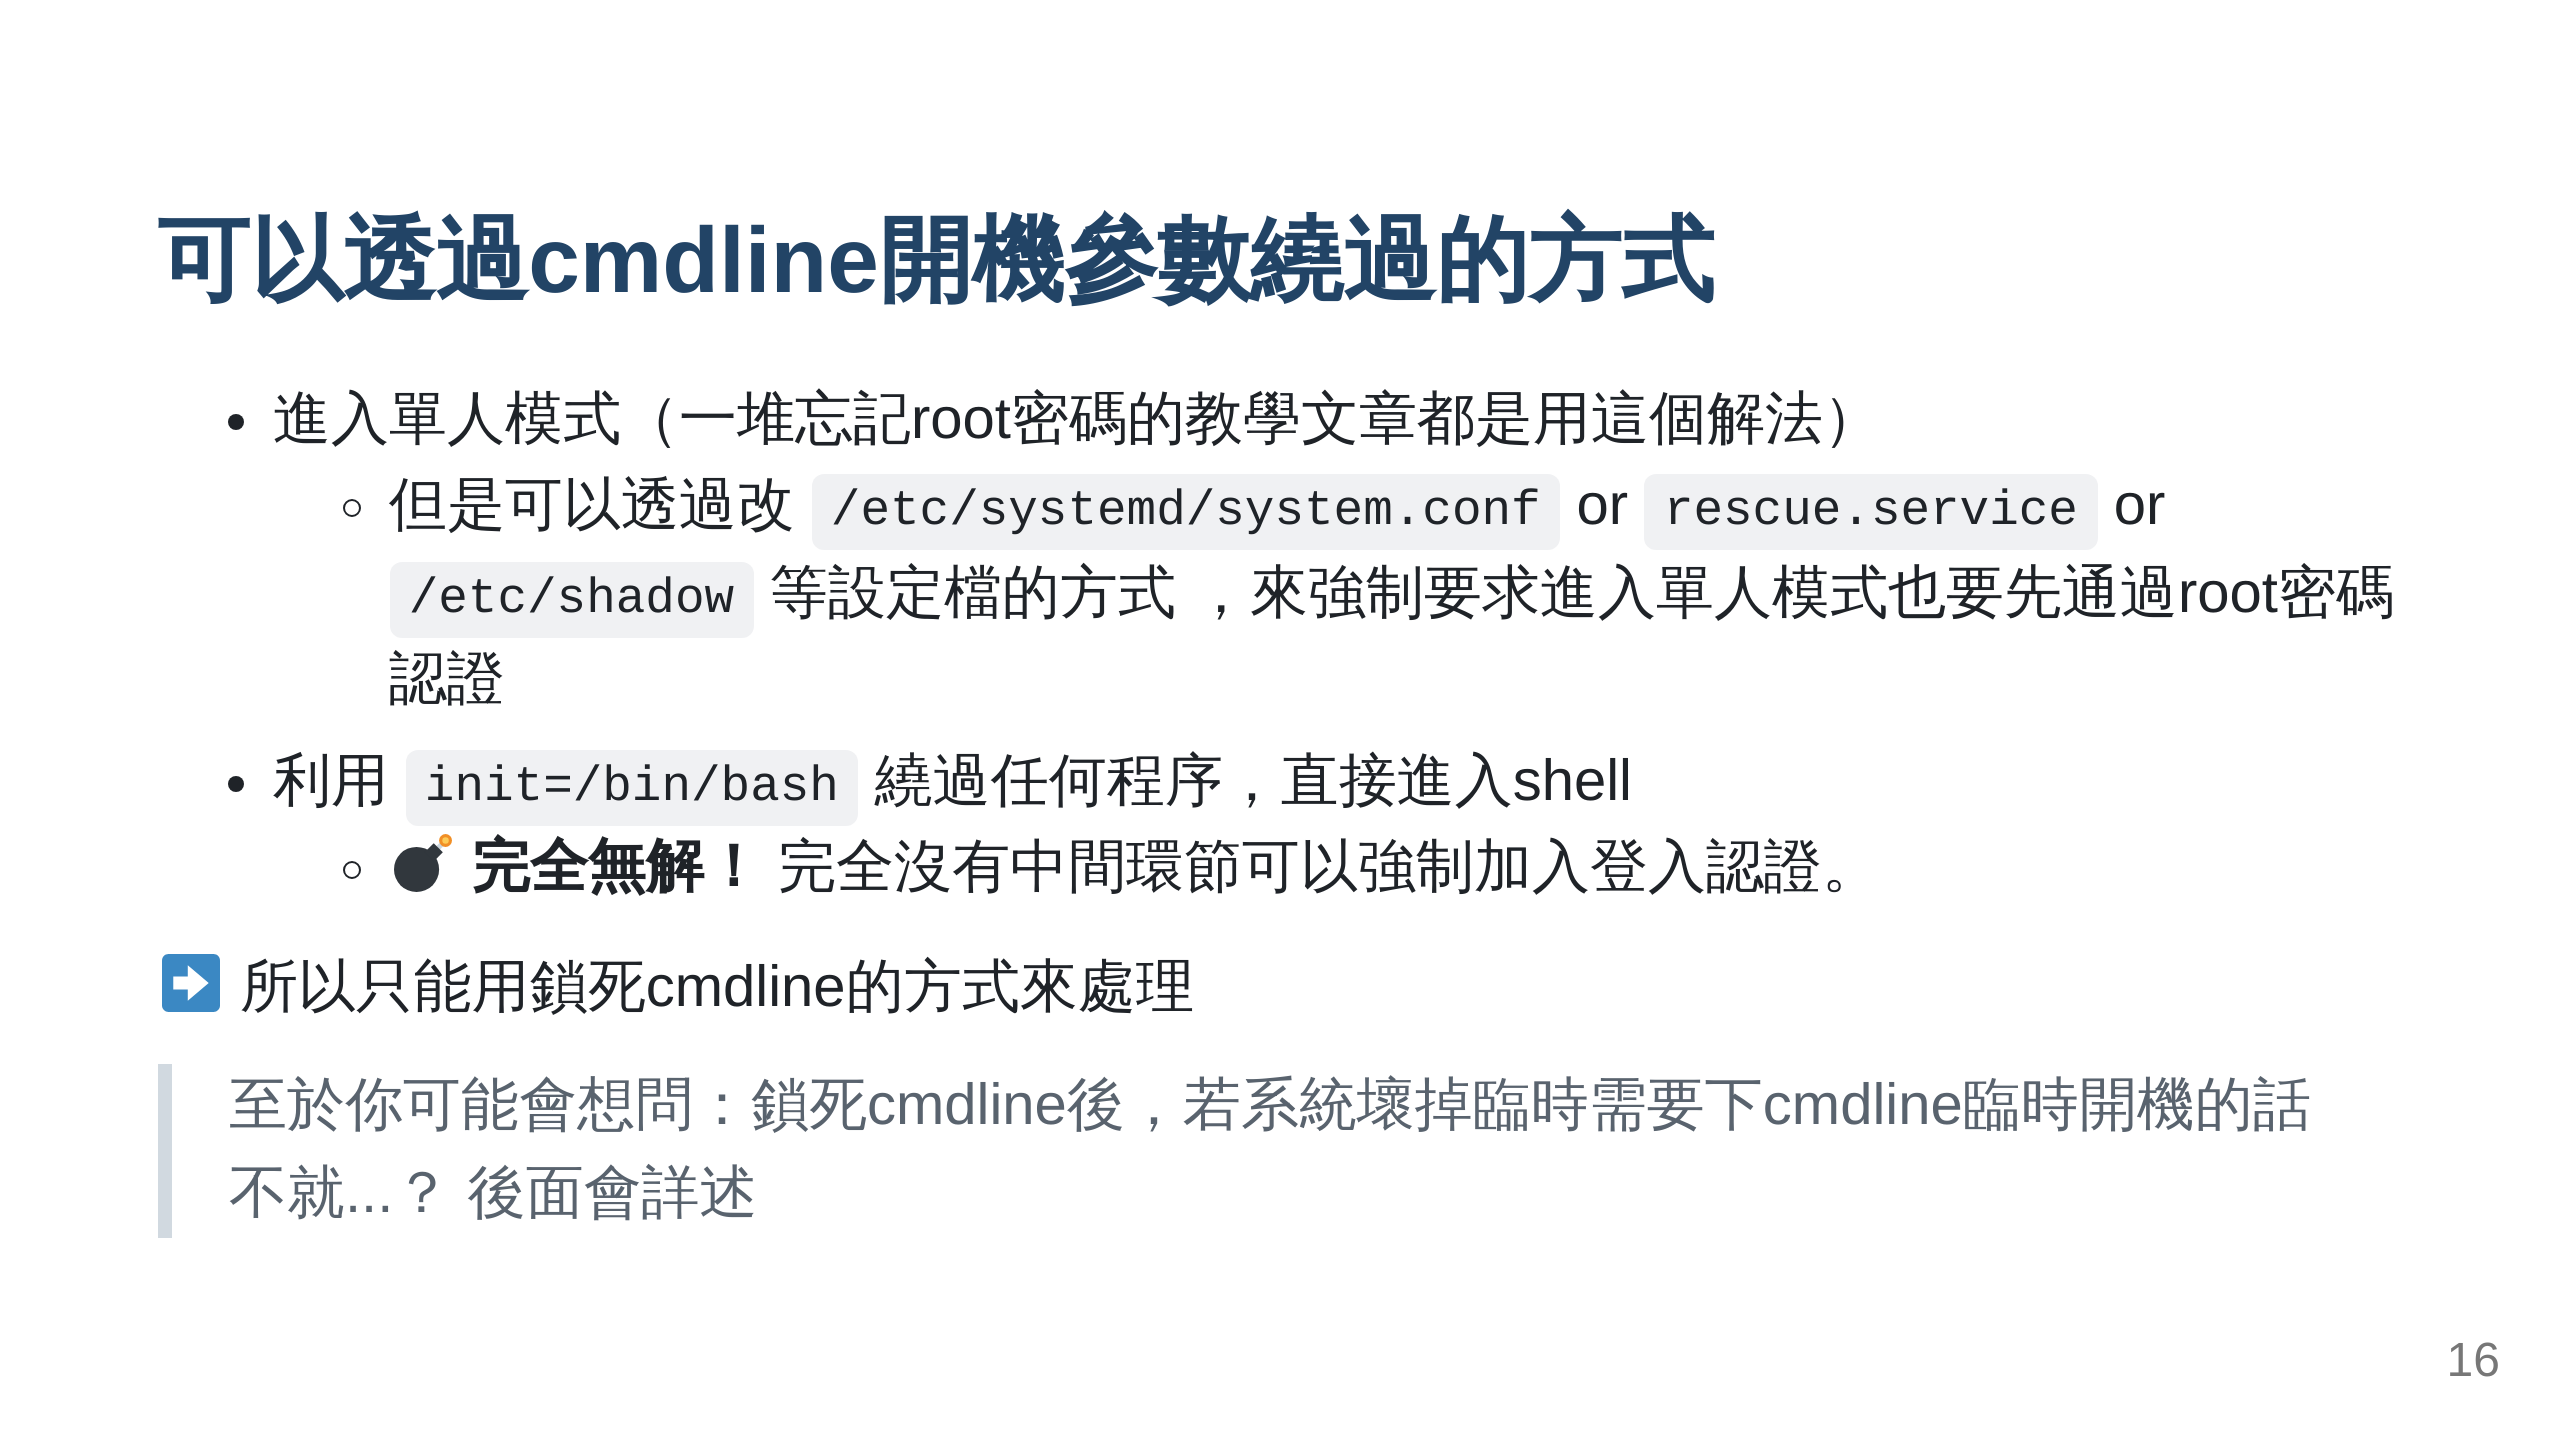 可以透過cmdline開機參數繞過的方式
• 進入單人模式（一堆忘記root密碼的教學文章都是用這個解法）
◦ 但是可以透過改 /etc/systemd/system.conf or rescue.service or
/etc/shadow 等設定檔的方式 ，來強制要求進入單人模式也要先通過root密碼
認證
• 利用 init=/bin/bash 繞過任何程序，直接進入shell
◦ 💣 完全無解！ 完全沒有中間環節可以強制加入登入認證。
➡️ 所以只能用鎖死cmdline的方式來處理
至於你可能會想問：鎖死cmdline後，若系統壞掉臨時需要下cmdline臨時開機的話
不就...？ 後面會詳述
16